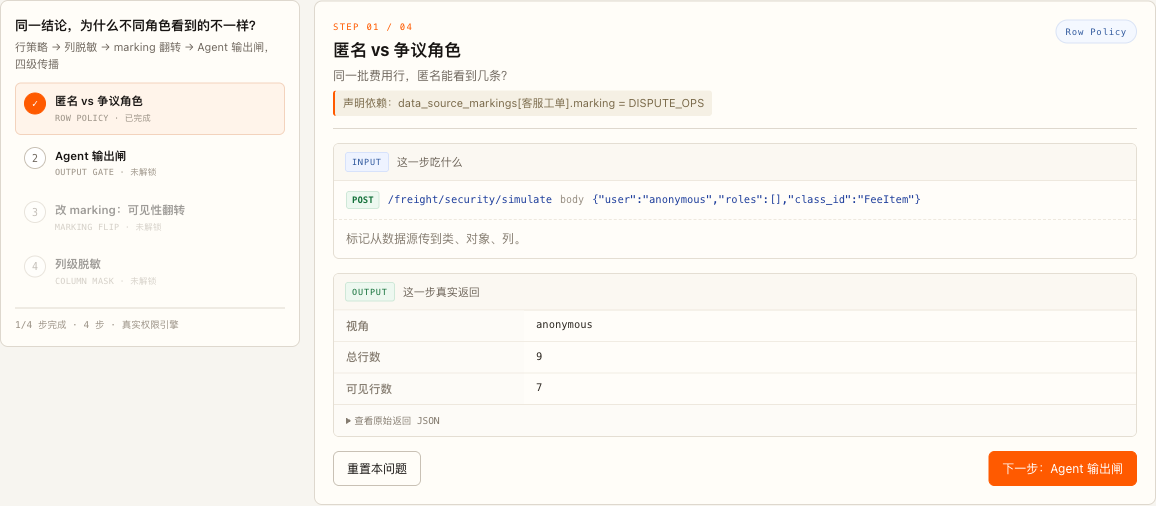 同一结论，为什么不同角色看到的不一样?
行策略 → 列脱敏 → marking 翻转 → Agent 输出闸，
四级传播
✓
匿名 vs 争议角色
ROW POLICY · 已完成
2
Agent 输出闸
OUTPUT GATE · 未解锁
3
改 marking：可见性翻转
MARKING FLIP · 未解锁
4
列级脱敏
COLUMN MASK · 未解锁
1/4 步完成 · 4 步 · 真实权限引擎
STEP 01 / 04
Row Policy
匿名 vs 争议角色
同一批费用行，匿名能看到几条?
声明依赖：data_source_markings[客服工单].marking = DISPUTE_OPS
INPUT 这一步吃什么
POST /freight/security/simulate body {"user":"anonymous","roles":[],"class_id":"FeeItem"}
标记从数据源传到类、对象、列。
OUTPUT 这一步真实返回
视角 anonymous
总行数 9
可见行数 7
▶ 查看原始返回 JSON
重置本问题
下一步：Agent 输出闸